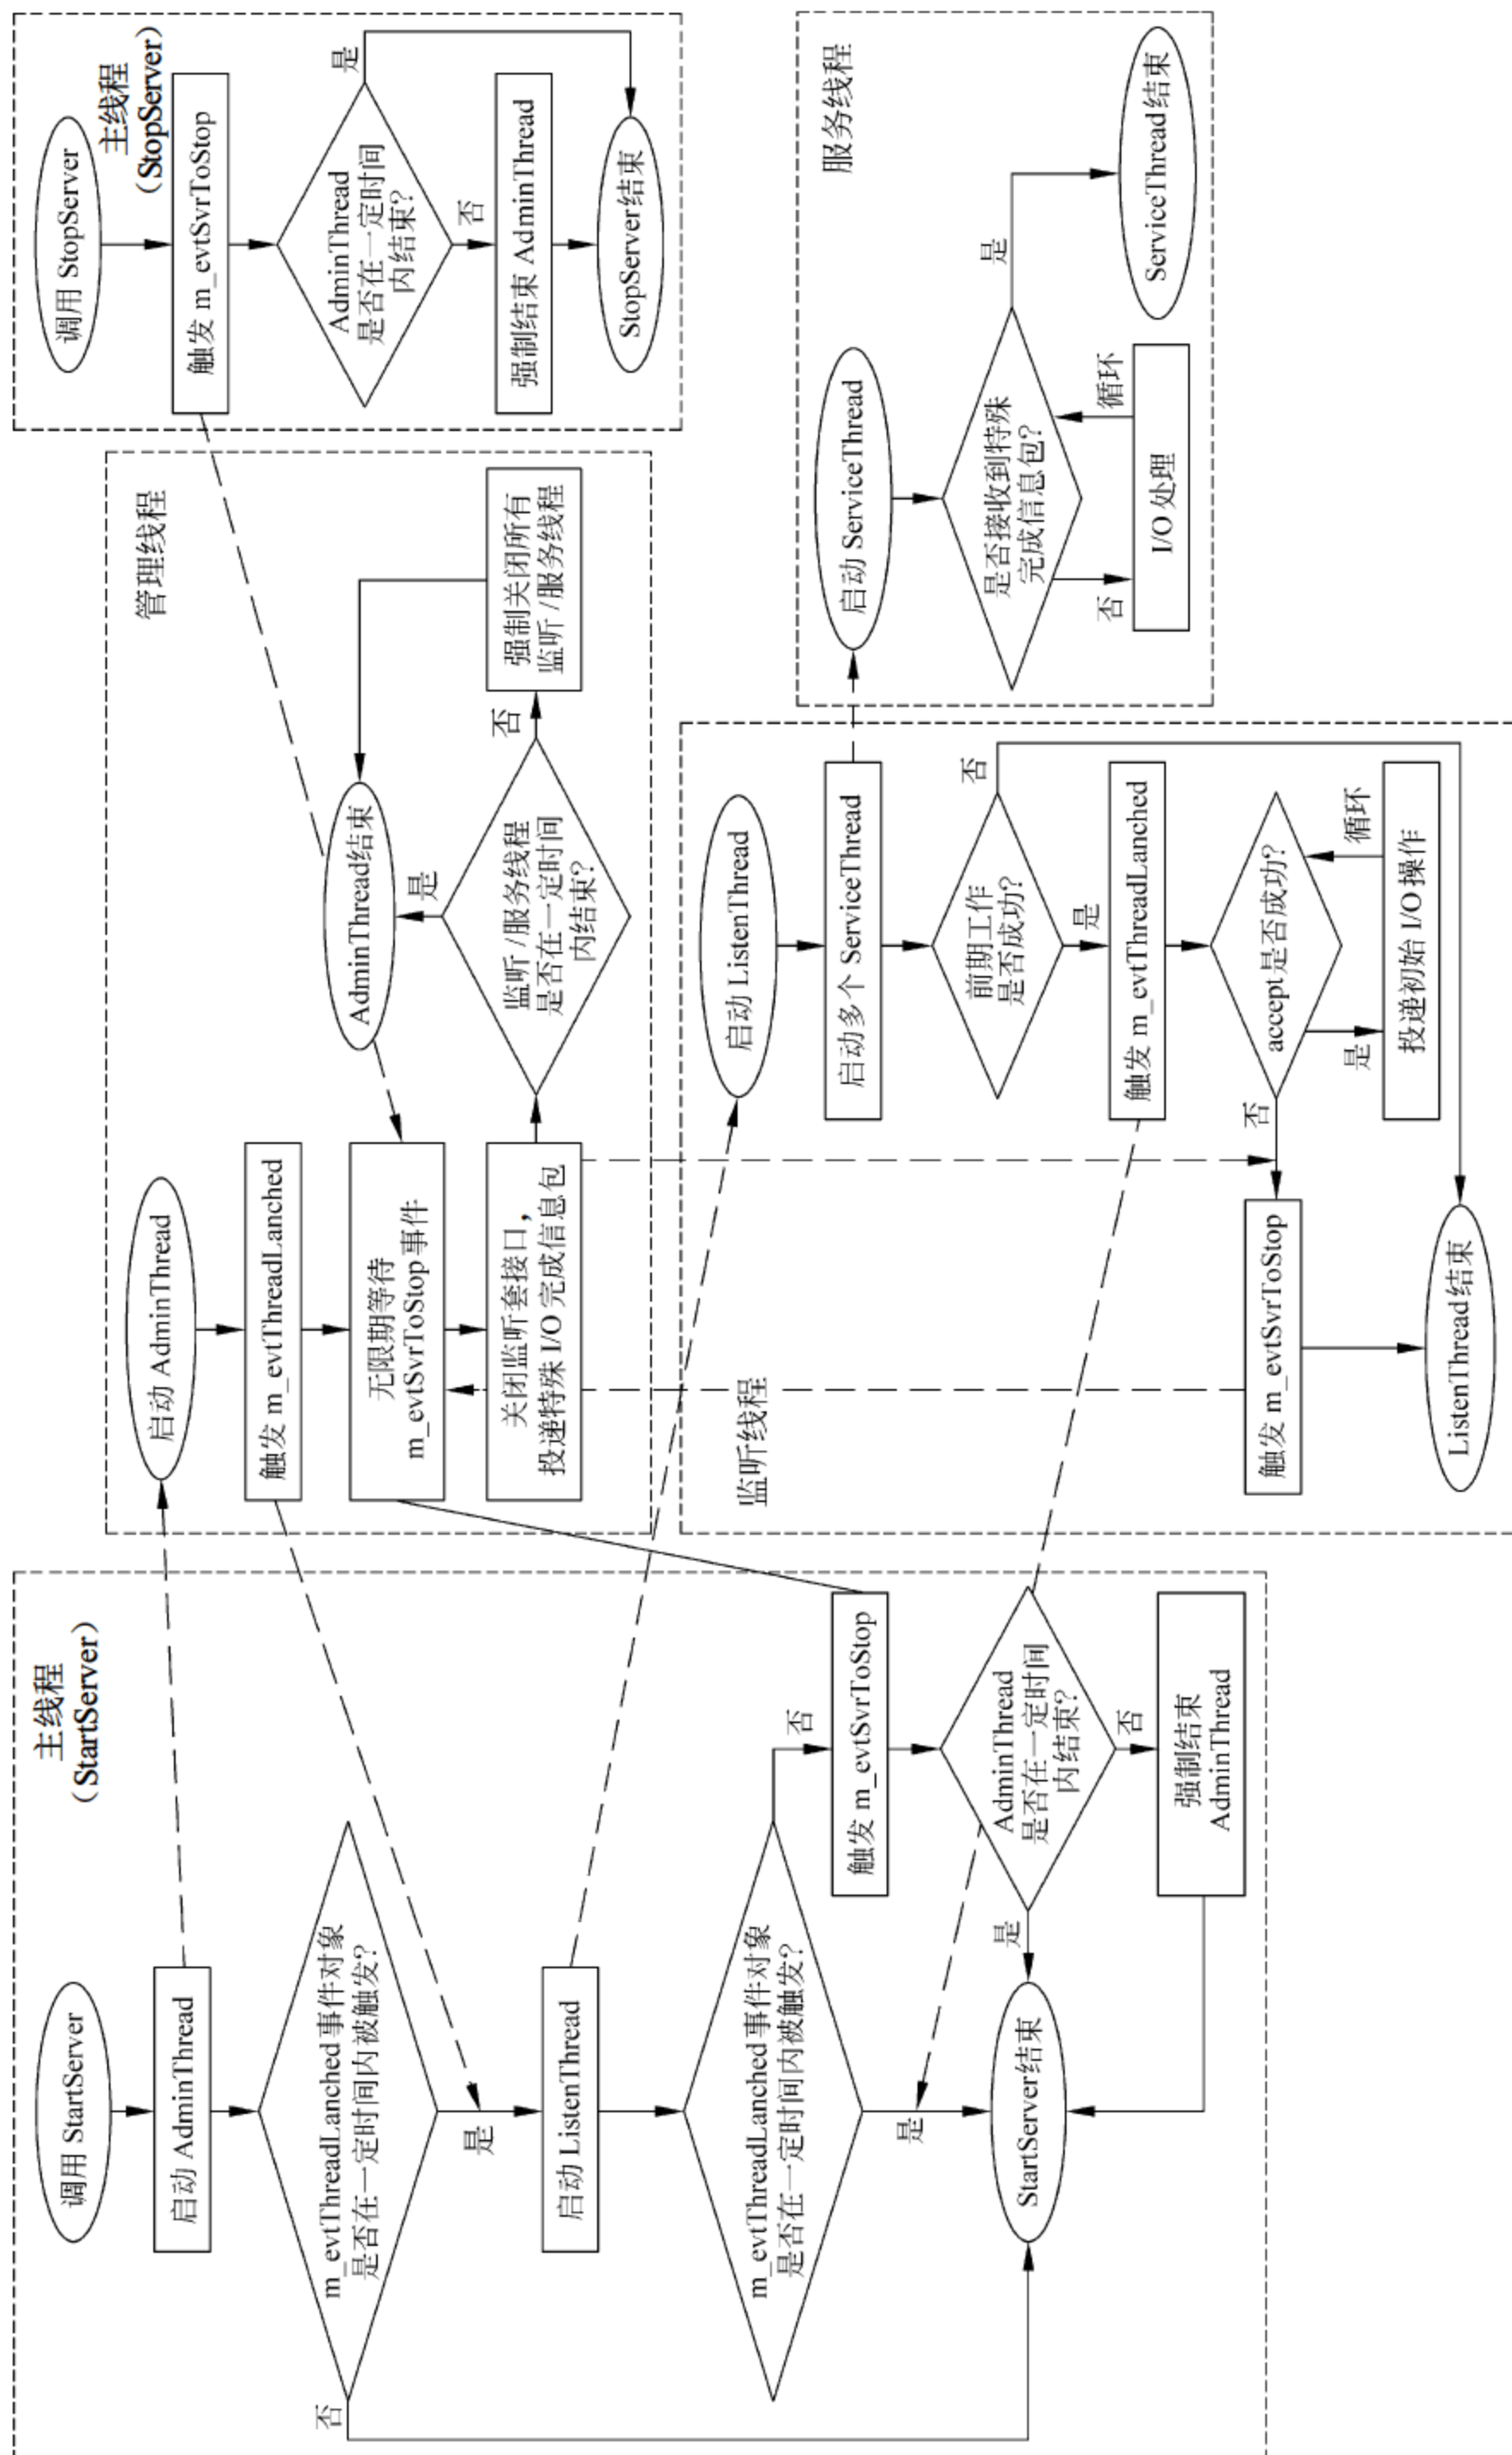 主线程
（StartServer）
调用 StartServer
启动 AdminThread
m_evtThreadLanched 事件对象
是否在一定时间内被触发？
否
是
启动 ListenThread
m_evtThreadLanched 事件对象
是否在一定时间内被触发？
否
是
触发 m_evtSvrToStop
AdminThread
是否在一定时间
内结束？
是
否
强制结束
AdminThread
StartServer结束
管理线程
启动 AdminThread
触发 m_evtThreadLanched
无限期等待
m_evtSvrToStop 事件
关闭监听套接口，
投递特殊 I/O 完成信息包
监听/服务线程
是否在一定时间
内结束？
是
否
强制关闭所有
监听/服务线程
AdminThread结束
监听线程
启动 ListenThread
启动多个 ServiceThread
前期工作
是否成功？
否
是
触发 m_evtThreadLanched
accept是否成功？
否
是
循环
投递初始 I/O 操作
触发 m_evtSvrToStop
ListenThread结束
主线程
（StopServer）
调用 StopServer
触发 m_evtSvrToStop
AdminThread
是否在一定时间
内结束？
是
否
强制结束 AdminThread
StopServer结束
服务线程
启动 ServiceThread
是否接收到特殊
完成信息包？
是
否
循环
I/O 处理
ServiceThread结束